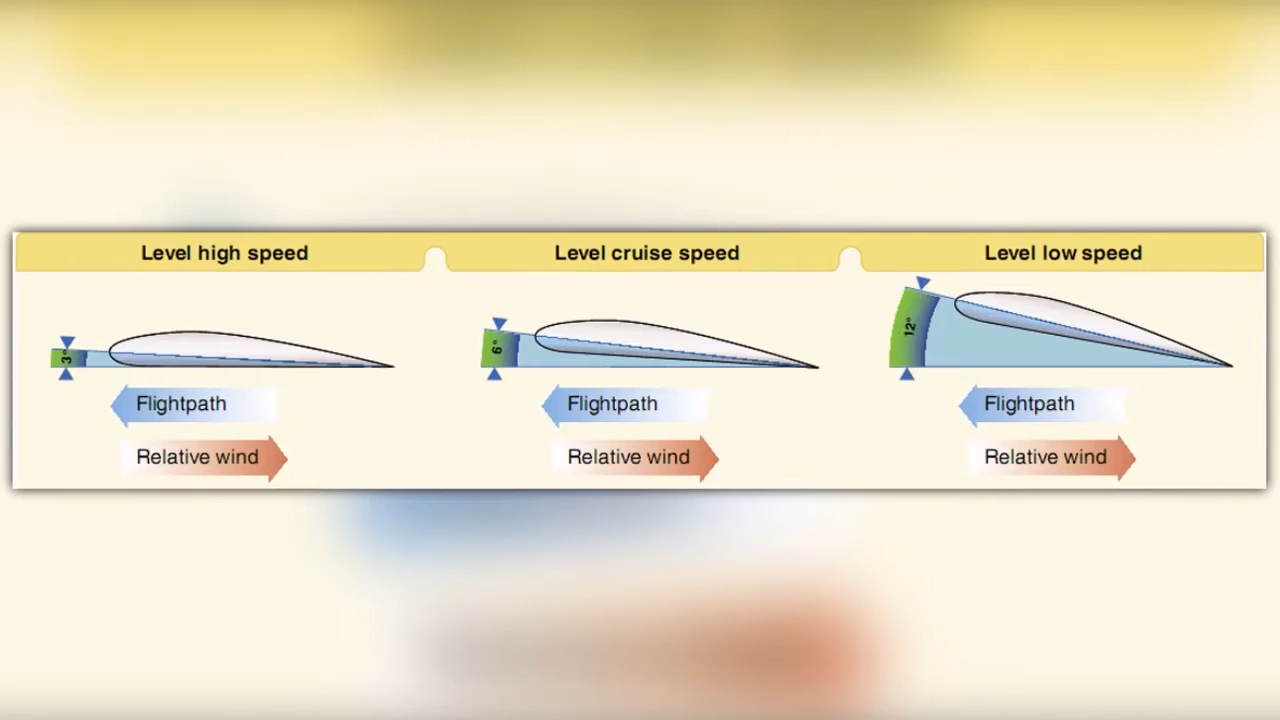 Level high speed
Level cruise speed
Level low speed
3°
6°
12°
Flightpath
Flightpath
Flightpath
Relative wind
Relative wind
Relative wind